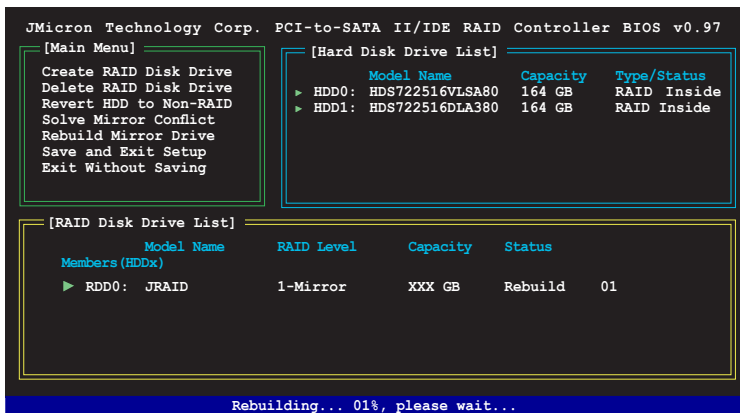 JMicron Technology Corp. PCI-to-SATA II/IDE RAID Controller BIOS v0.97
[Main Menu]
Create RAID Disk Drive
Delete RAID Disk Drive
Revert HDD to Non-RAID
Solve Mirror Conflict
Rebuild Mirror Drive
Save and Exit Setup
Exit Without Saving
[Hard Disk Drive List]
Model Name Capacity Type/Status
HDD0: HDS722516VLSA80 164 GB RAID Inside
HDD1: HDS722516DLA380 164 GB RAID Inside
[RAID Disk Drive List]
Model Name RAID Level Capacity Status
Members(HDDx)
RDD0: JRAID 1-Mirror XXX GB Rebuild 01
Rebuilding... 01%, please wait...